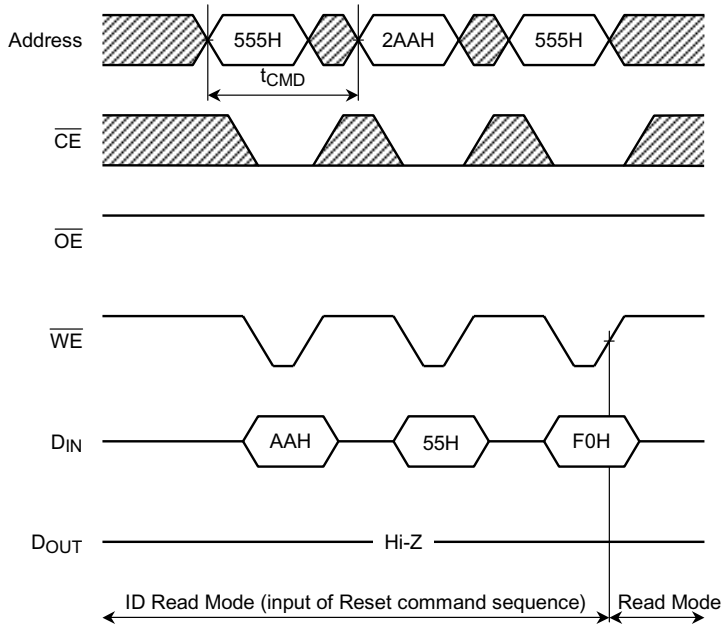 Address 555H 2AAH 555H
tCMD
CE
OE
WE
DIN AAH 55H F0H
DOUT Hi-Z
ID Read Mode (input of Reset command sequence) Read Mode